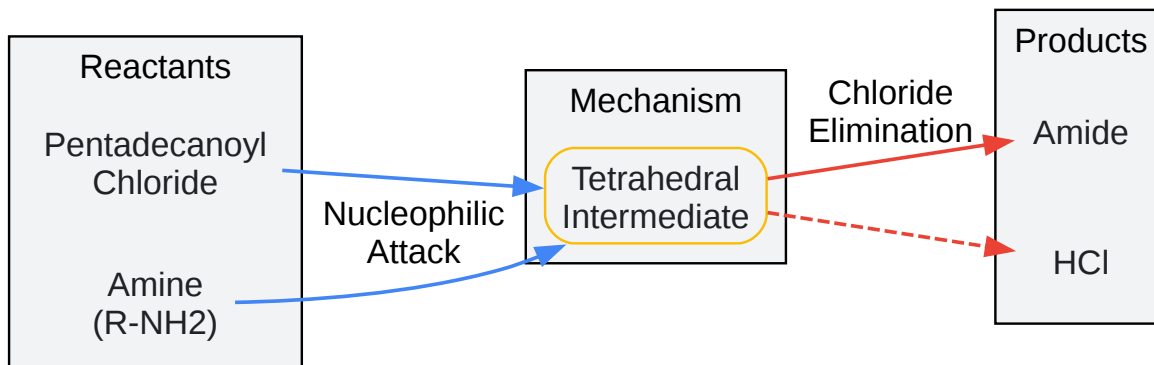 Reactants
Pentadecanoyl
Chloride
Amine
(R-NH2)
Nucleophilic
Attack
Mechanism
Tetrahedral
Intermediate
Chloride
Elimination
Products
Amide
HCl